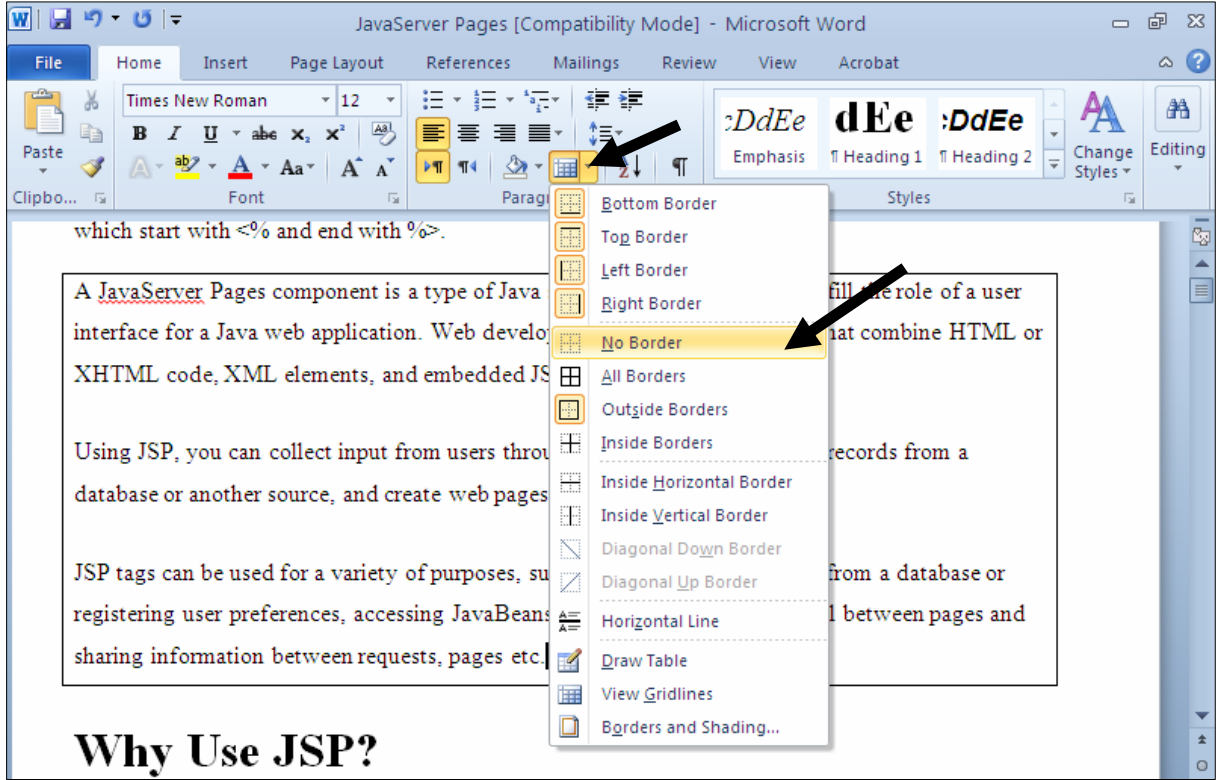 W
JavaServer Pages [Compatibility Mode] - Microsoft Word
File Home Insert Page Layout References Mailings Review View Acrobat
Times New Roman 12
Paste
B I U abc X₂ X²
A ab A Aa A A
:DdEe dEe :DdEe
Emphasis ¶ Heading 1 ¶ Heading 2
Change Styles
Editing
Clipbo... Font Parag Styles
which start with <% and end with %>.
A JavaServer Pages component is a type of Java fill the role of a user
interface for a Java web application. Web develo hat combine HTML or
XHTML code, XML elements, and embedded JS
Using JSP, you can collect input from users throu records from a
database or another source, and create web pages
JSP tags can be used for a variety of purposes, su from a database or
registering user preferences, accessing JavaBeans l between pages and
sharing information between requests, pages etc.
Why Use JSP?
Bottom Border
Top Border
Left Border
Right Border
No Border
All Borders
Outside Borders
Inside Borders
Inside Horizontal Border
Inside Vertical Border
Diagonal Down Border
Diagonal Up Border
Horizontal Line
Draw Table
View Gridlines
Borders and Shading...